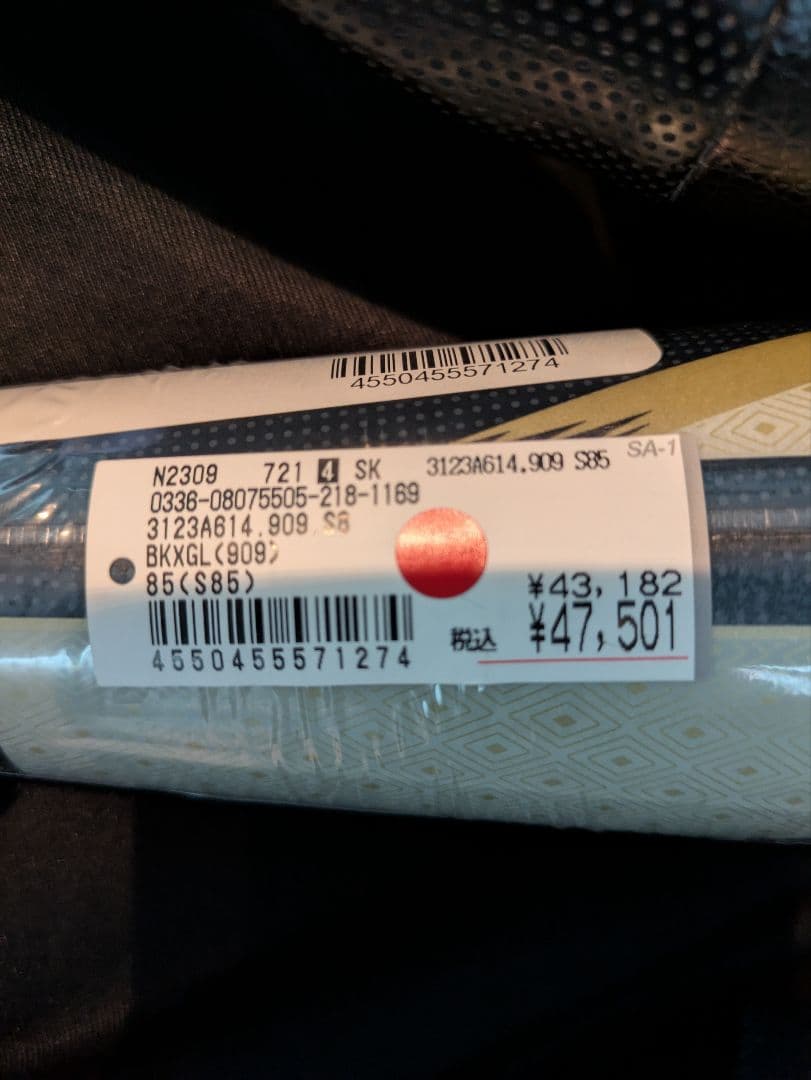 4550455571274
SA-1
N2309 721 4 SK 3123A614.909 S85
0336-08075505-218-1169
3123A614.909 S8
BKXGL(909)
85(S85)
¥43,182
税込 ¥47,501
4550455571274